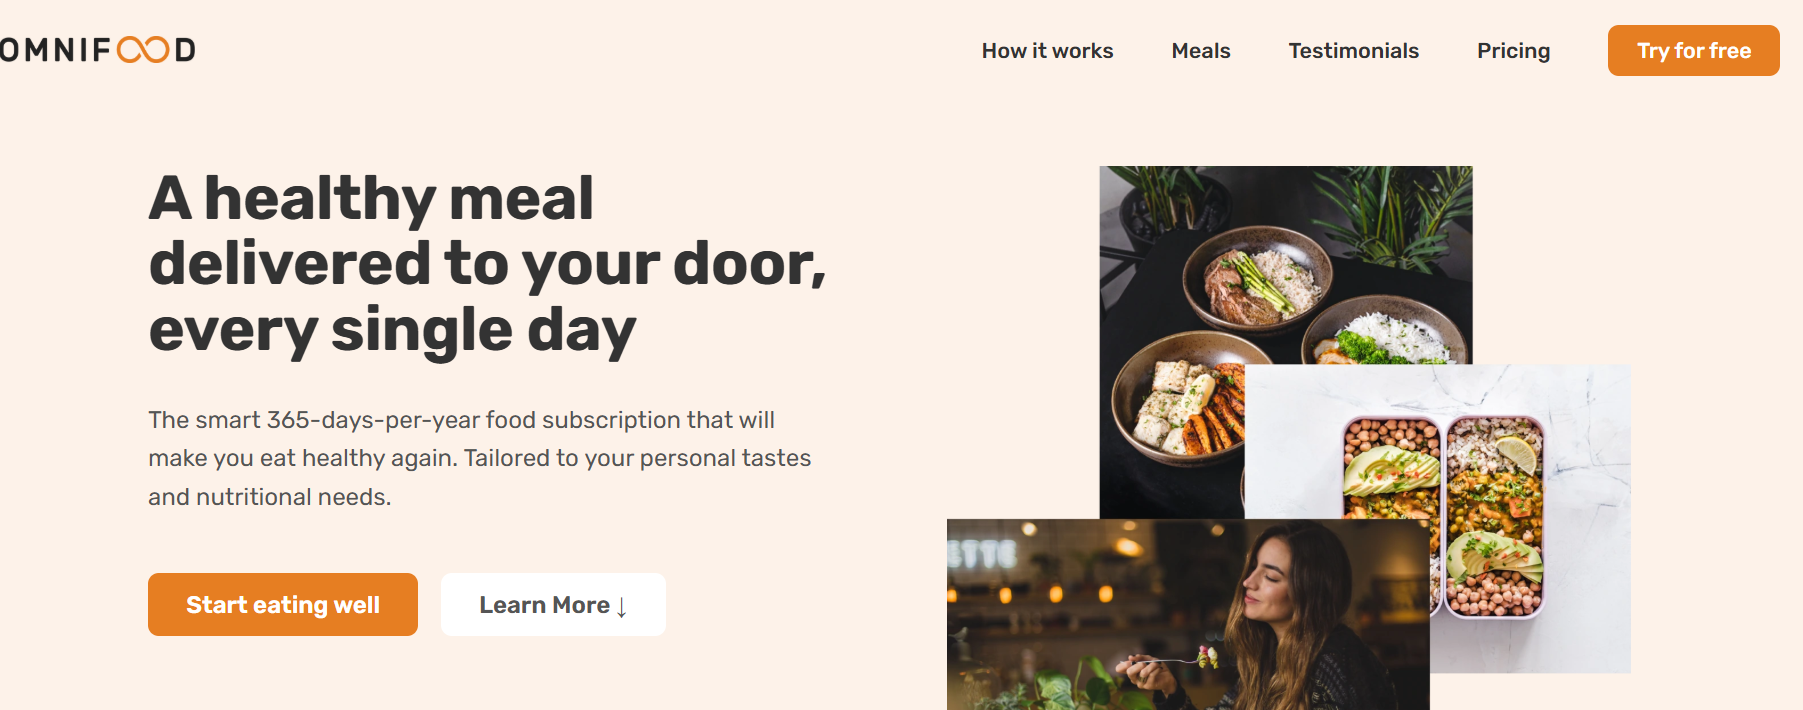 OMNIFOOD
How it works
Meals
Testimonials
Pricing
Try for free
A healthy meal
delivered to your door,
every single day
The smart 365-days-per-year food subscription that will
make you eat healthy again. Tailored to your personal tastes
and nutritional needs.
Start eating well
Learn More ↓
ETTE